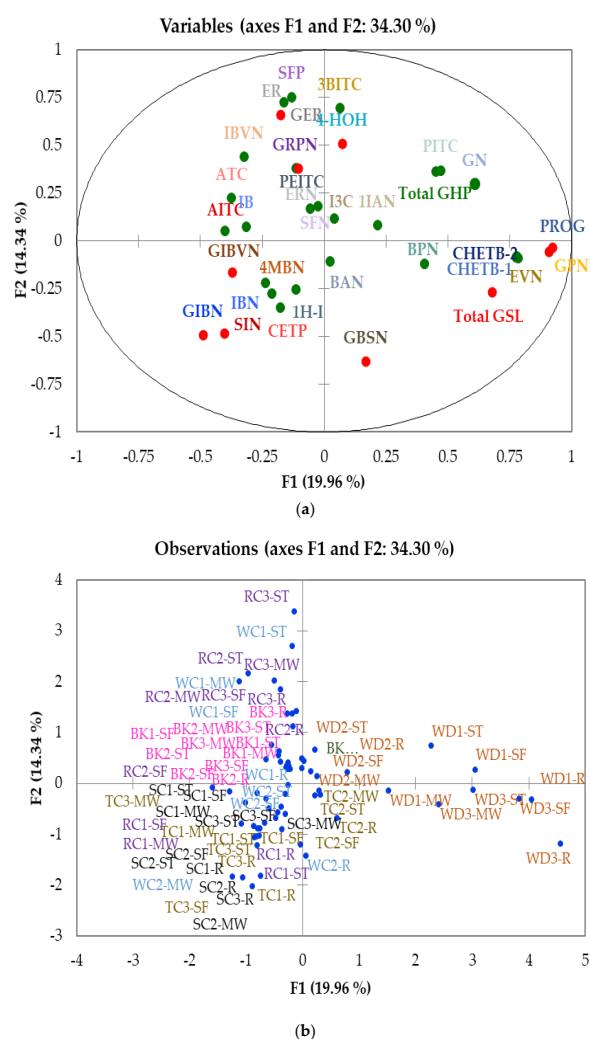 Variables (axes F1 and F2: 34.30 %)
1
SFP
3BITC
0.75
ER
GER
4-HOH
IBVN
GRPN
PITC
0.5
ATC
PEITC
GN
0.25
IB
ERN
I3C
1IAN
Total GHP
AITC
SFN
PROG
0
GIBVN
4MBN
BPN
CHETB-2
CHETB-1
GPN
BAN
EVN
-0.25
GIBN
IBN
1H-I
Total GSL
SIN
CETP
GBSN
-0.5
-0.75
-1
-1 -0.75 -0.5 -0.25 0 0.25 0.5 0.75 1
F2 (14.34 %)
F1 (19.96 %)
(a)
Observations (axes F1 and F2: 34.30 %)
4
RC3-ST
3
WC1-ST
RC2-ST
RC3-MW
2
WC1-MW
RC2-MW
RC3-SF
RC3-R
WC1-SF
BK3-R
1
BK2-MW
BK3-ST
RC2-R
WD2-ST
WD1-ST
BK1-SF
BK3-MW
BK1-ST
BK…
WD2-R
BK2-ST
BK1-MW
WD2-SF
WD1-SF
RC2-SF
BK3-SF
BK2-SF
BK2-R
WC1-R
WD2-MW
WD1-R
0
SC1-ST
SC1-SF
WC2-ST
TC2-MW
WD1-MW
WD3-ST
TC3-MW
WC2-SF
TC2-ST
WD3-MW
WD3-SF
SC1-MW
SC3-SF
SC3-MW
RC1-SF
TC1-MW
TC1-ST
TC1-SF
TC2-R
-1
RC1-MW
TC3-ST
TC2-SF
SC2-SF
RC1-R
WD3-R
SC2-ST
SC1-R
TC3-R
WC2-R
WC2-MW
SC2-R
RC1-ST
-2
SC3-R
TC1-R
TC3-SF
SC2-MW
-3
-4 -3 -2 -1 0 1 2 3 4 5
F2 (14.34 %)
F1 (19.96 %)
(b)